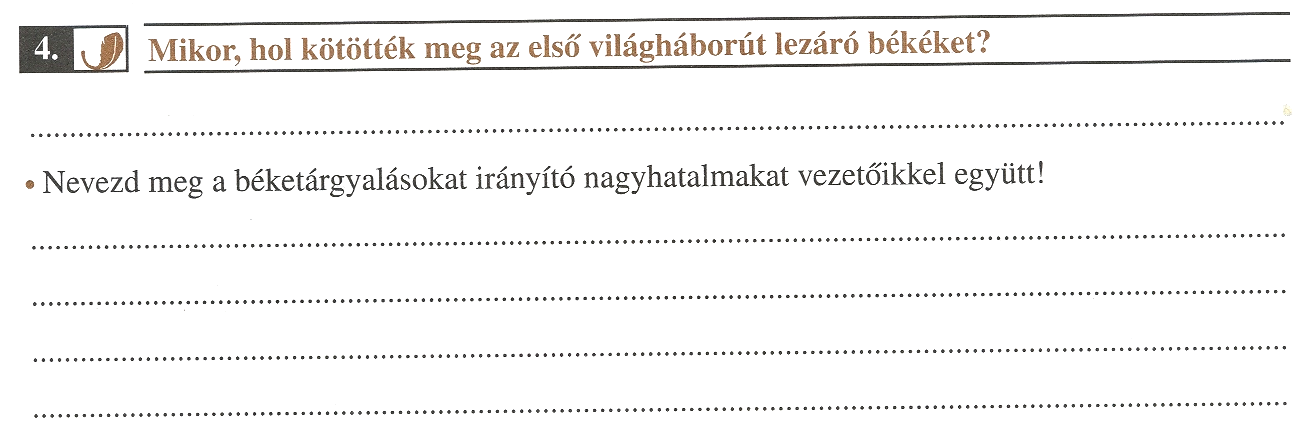 4. Mikor, hol kötötték meg az első világháborút lezáró békéket?
• Nevezd meg a béketárgyalásokat irányító nagyhatalmakat vezetőikkel együtt!